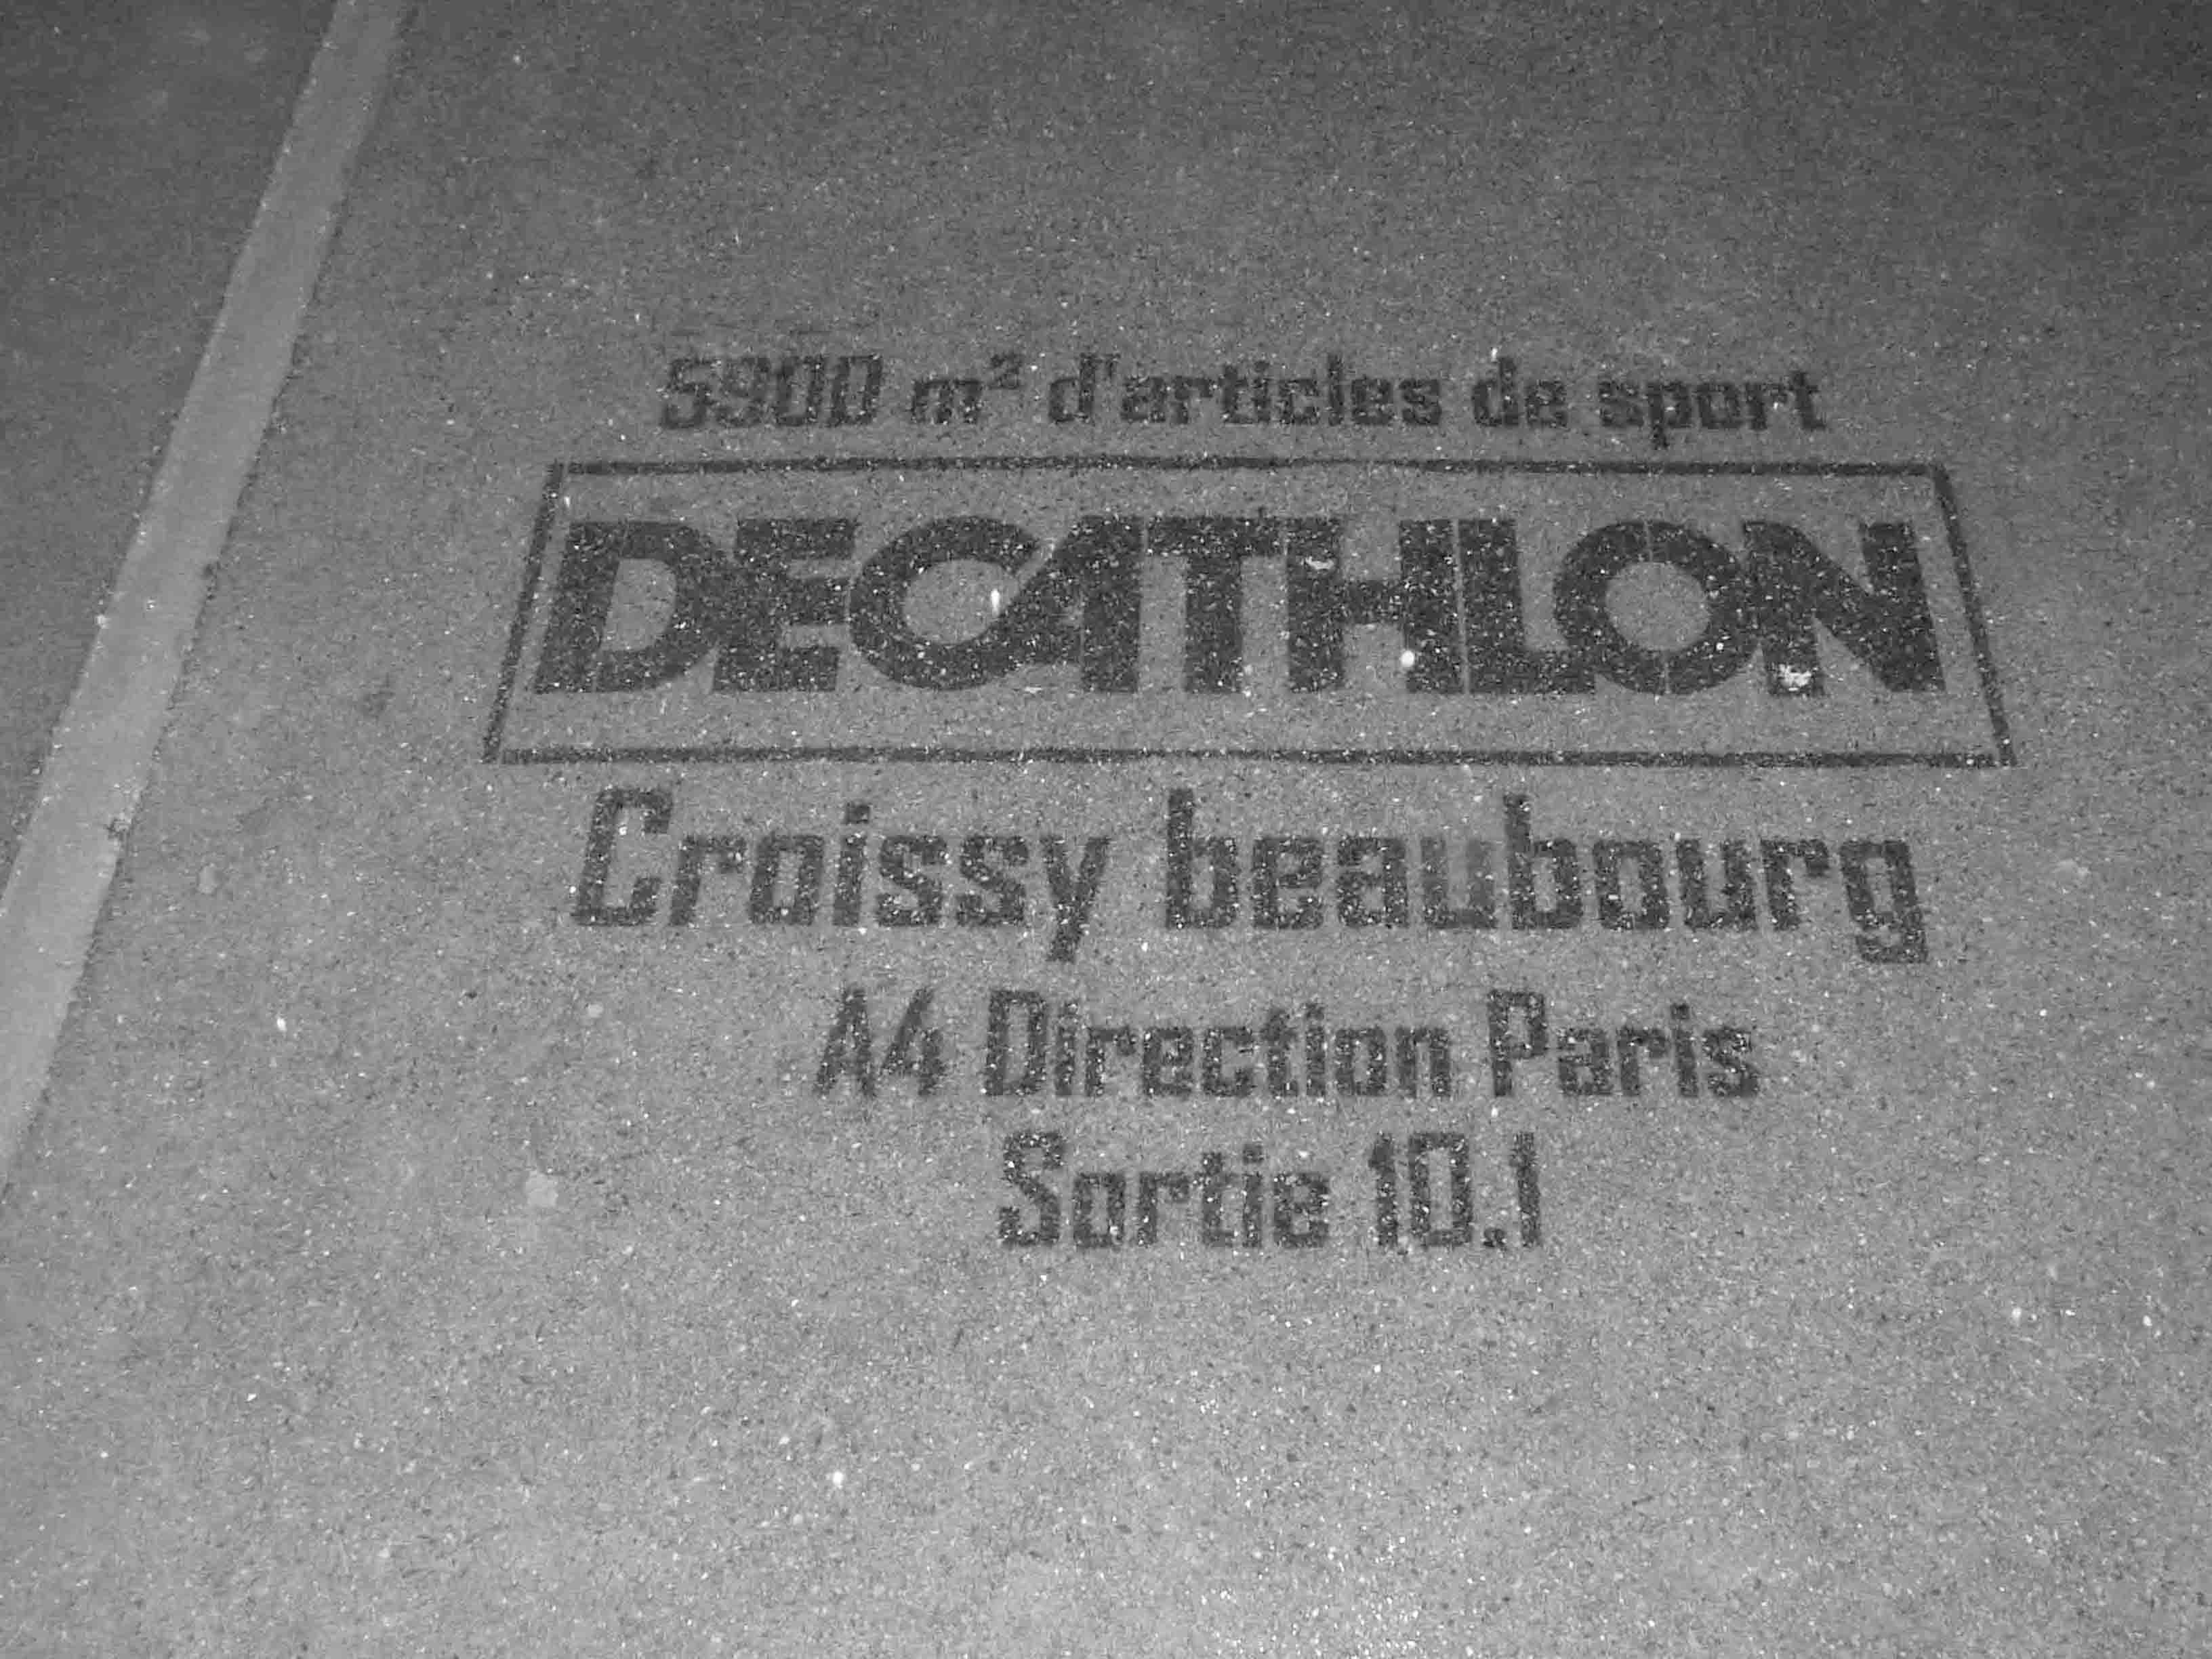 5900 m² d'articles de sport
DECATHLON
Croissy beaubourg
A4 Direction Paris
Sortie 10.1